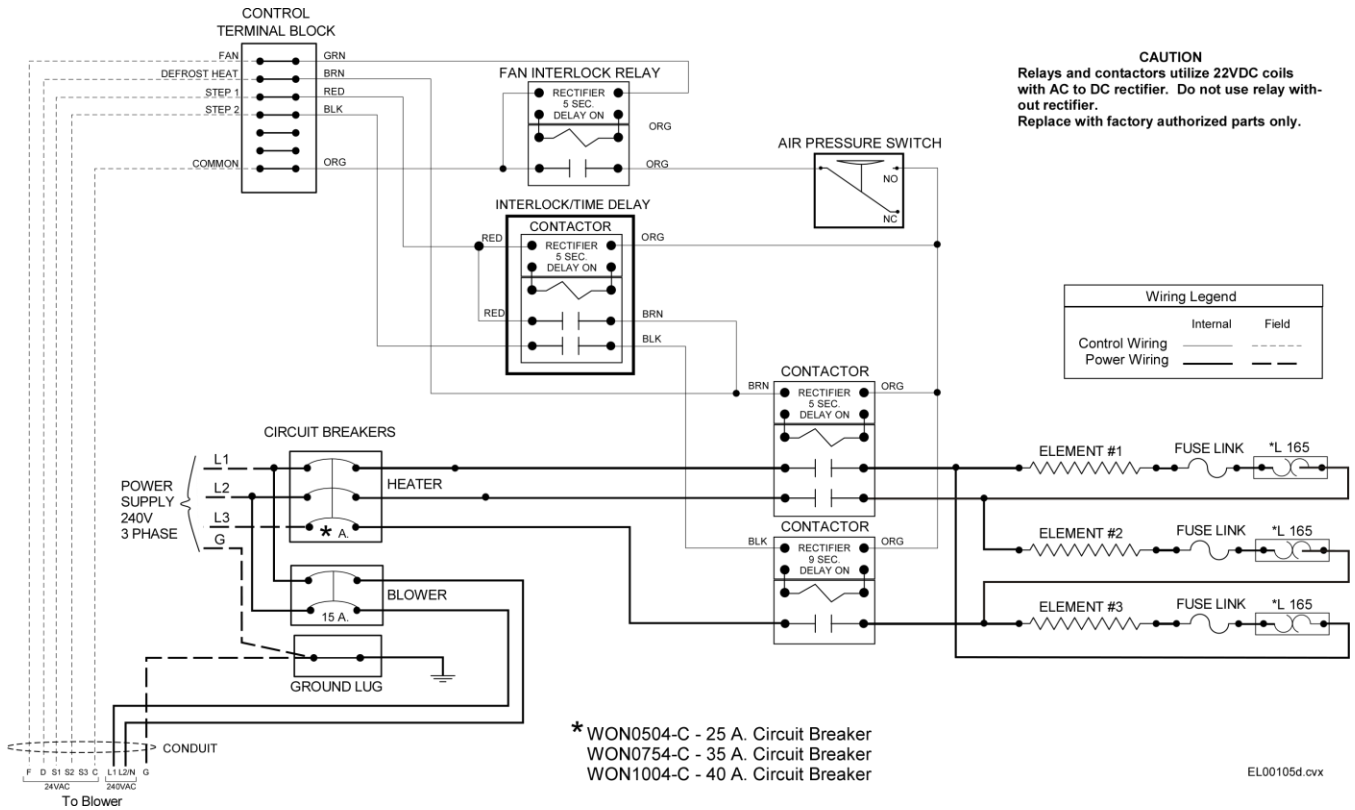 CONTROL
TERMINAL BLOCK
FAN
GRN
DEFROST HEAT
BRN
STEP 1
RED
STEP 2
BLK
COMMON
ORG
FAN INTERLOCK RELAY
RECTIFIER
5 SEC.
DELAY ON
ORG
ORG
AIR PRESSURE SWITCH
NO
NC
CAUTION
Relays and contactors utilize 22VDC coils
with AC to DC rectifier. Do not use relay with-
out rectifier.
Replace with factory authorized parts only.
INTERLOCK/TIME DELAY
CONTACTOR
RED
RECTIFIER
5 SEC.
DELAY ON
ORG
RED
BRN
BLK
Wiring Legend
Internal Field
Control Wiring
Power Wiring
CONTACTOR
BRN
RECTIFIER
5 SEC.
DELAY ON
ORG
CIRCUIT BREAKERS
L1
L2
L3
G
POWER
SUPPLY
240V
3 PHASE
HEATER
* A.
BLOWER
15 A.
GROUND LUG
CONTACTOR
BLK
RECTIFIER
9 SEC.
DELAY ON
ORG
ELEMENT #1
FUSE LINK
*L 165
ELEMENT #2
FUSE LINK
*L 165
ELEMENT #3
FUSE LINK
*L 165
CONDUIT
F D S1 S2 S3 C L1 L2/N G
24VAC 240VAC
To Blower
* WON0504-C - 25 A. Circuit Breaker
WON0754-C - 35 A. Circuit Breaker
WON1004-C - 40 A. Circuit Breaker
EL00105d.cvx